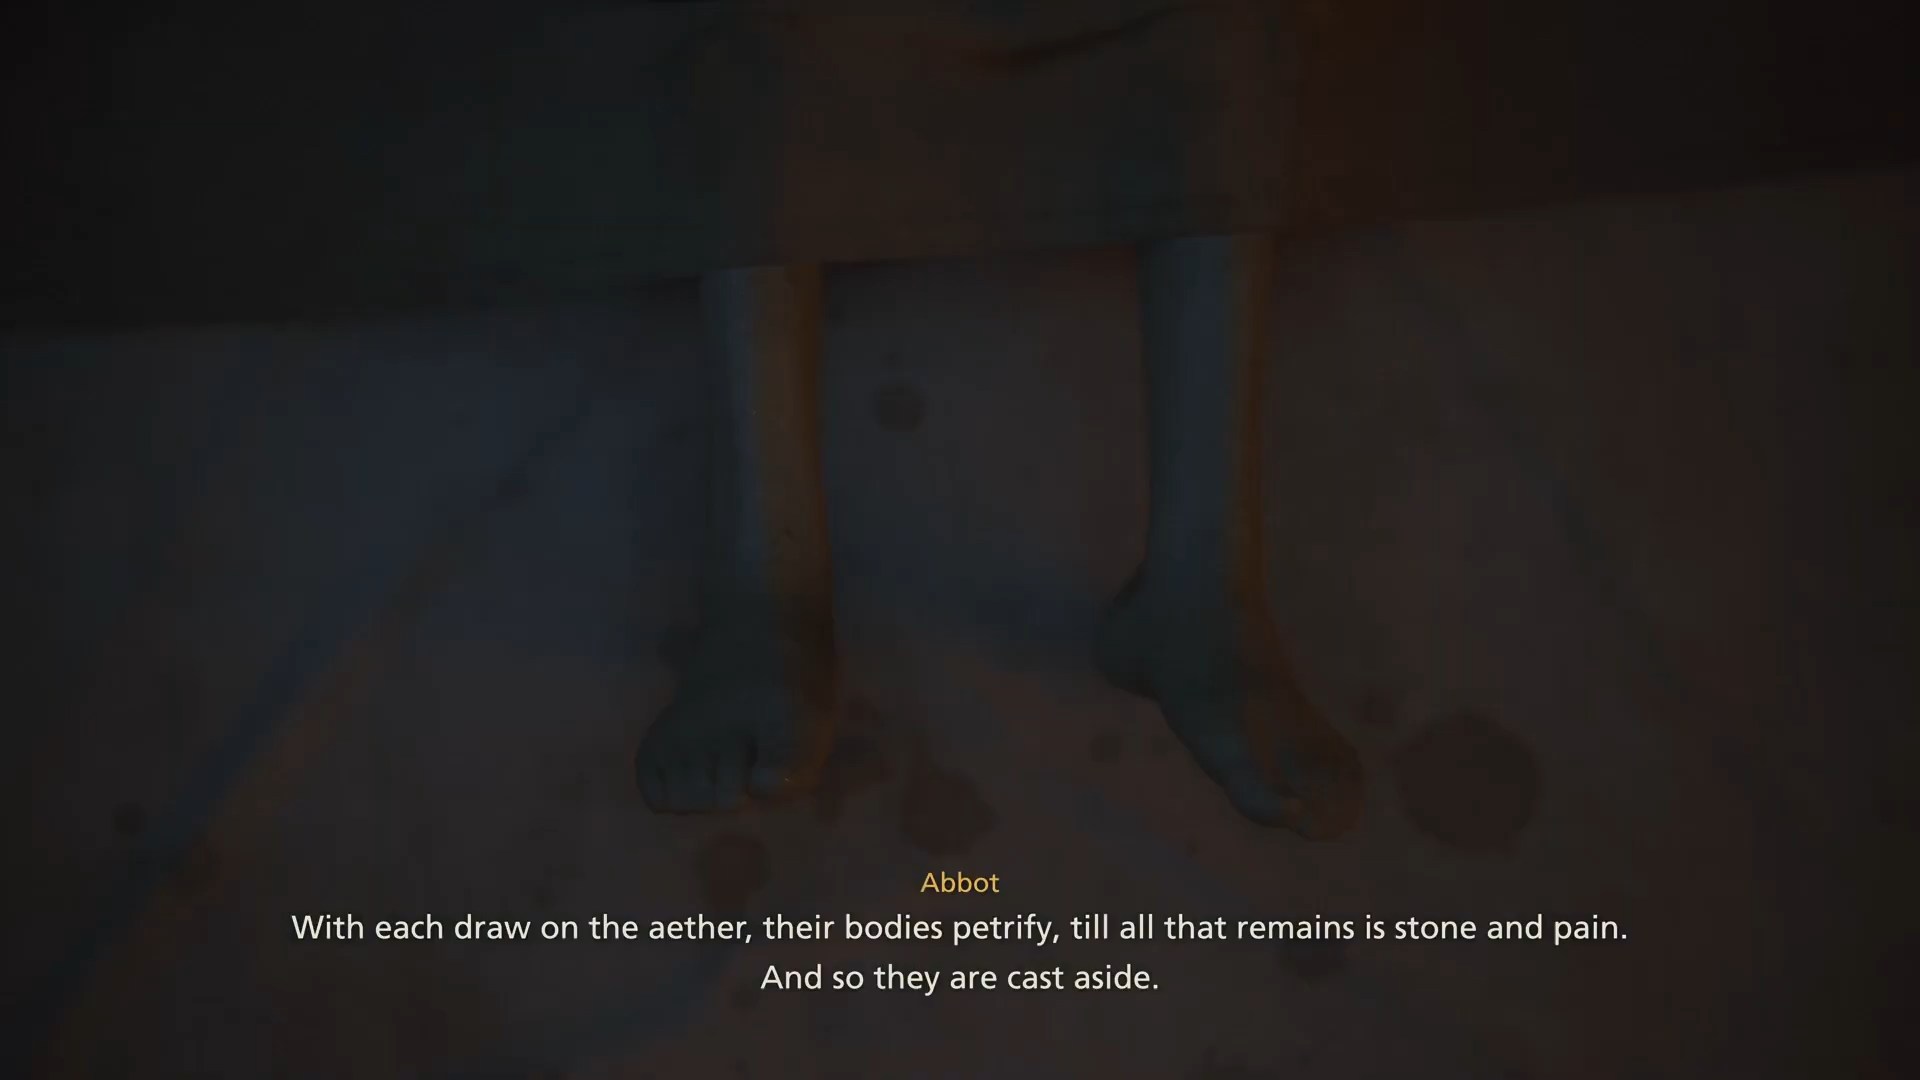 Abbot
With each draw on the aether, their bodies petrify, till all that remains is stone and pain.
And so they are cast aside.